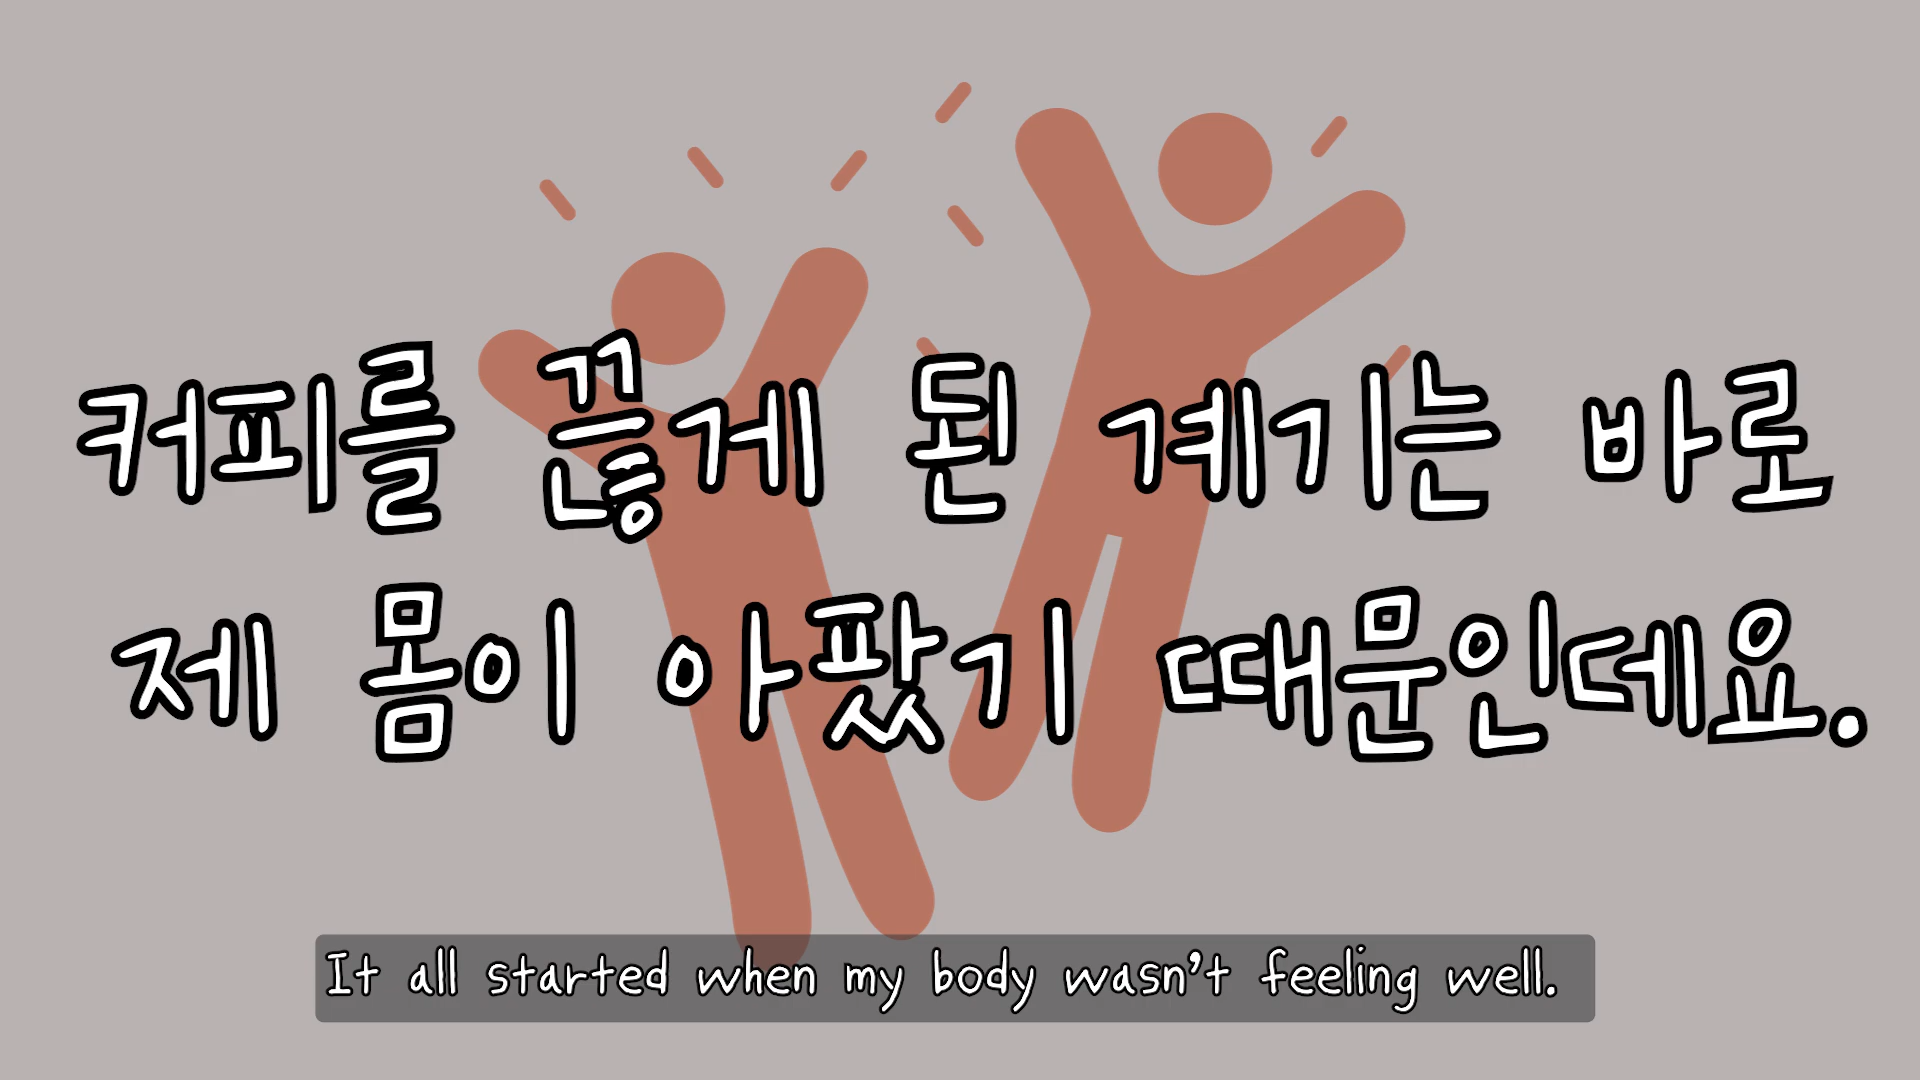 커피를 끊게 된 계기는 바로
제 몸이 아팠기 때문인데요.
It all started when my body wasn't feeling well.